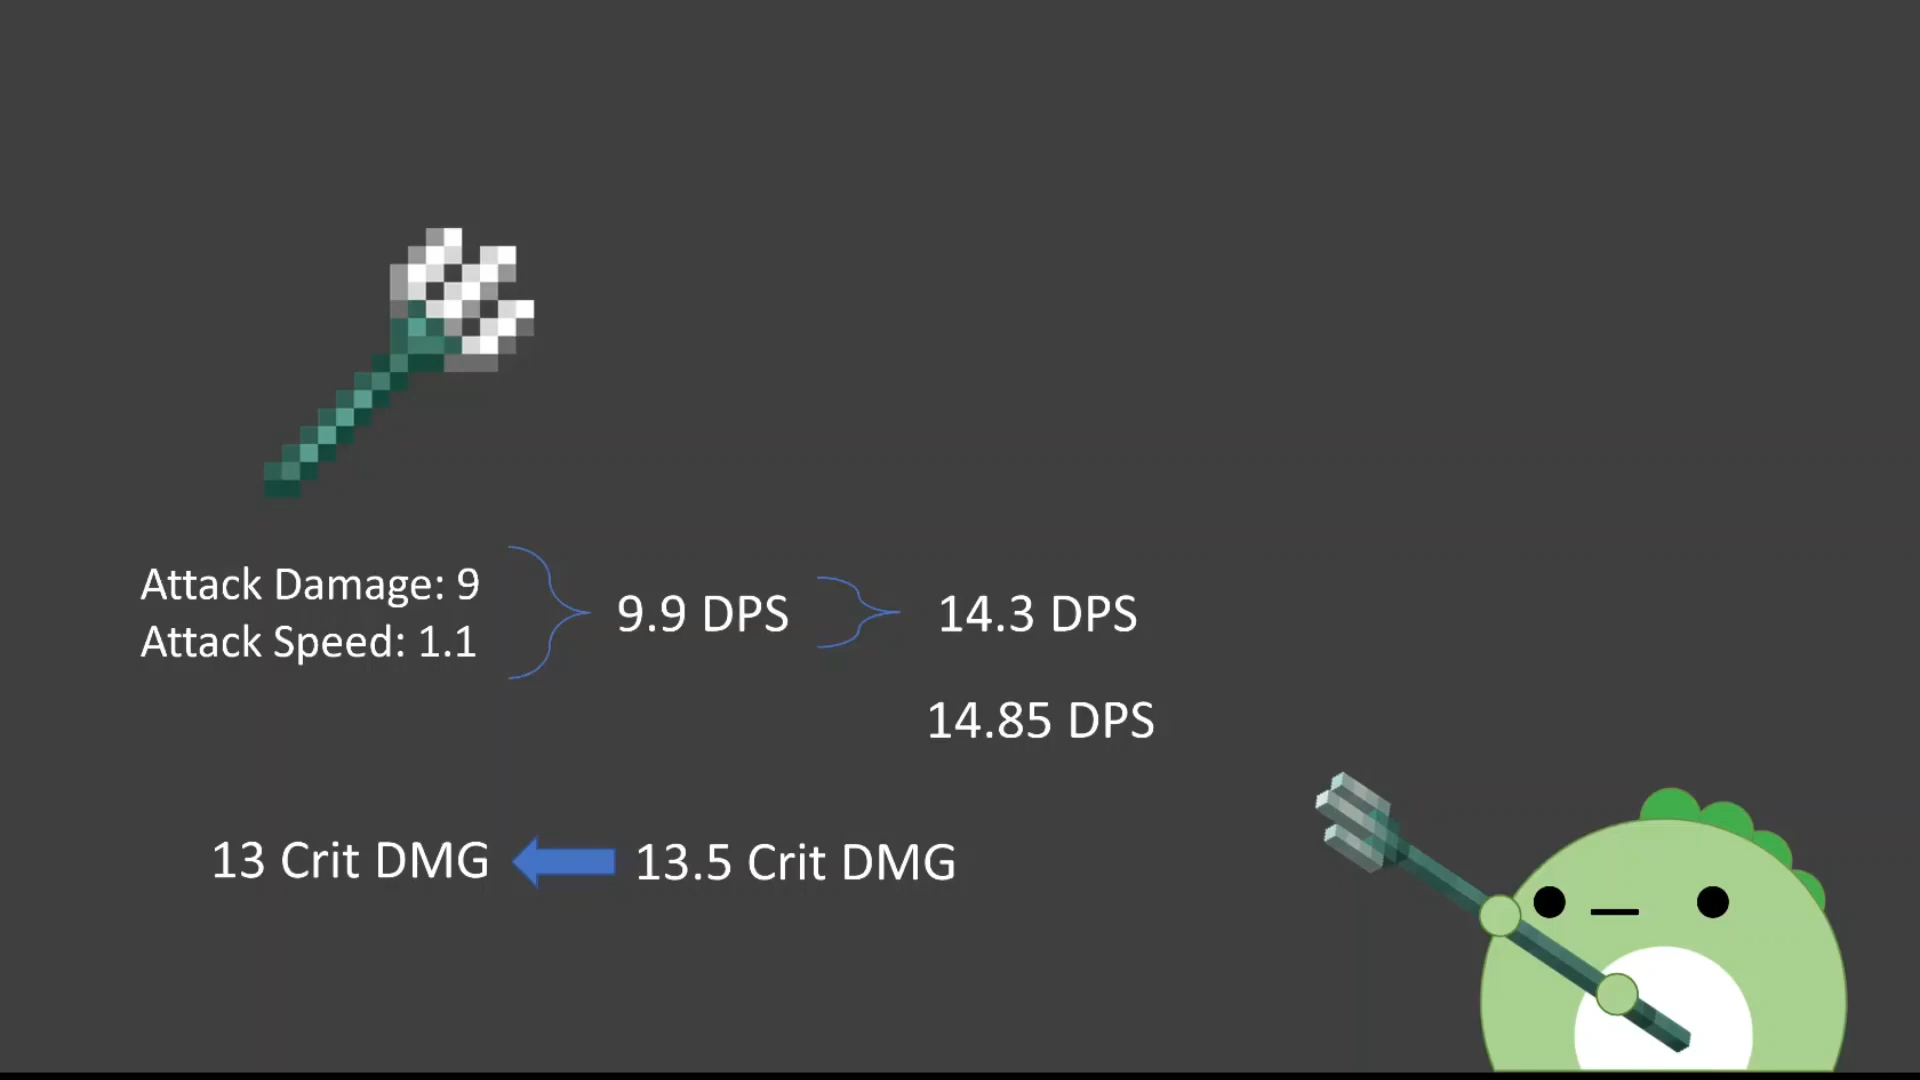 Attack Damage: 9
Attack Speed: 1.1
9.9 DPS
14.3 DPS
14.85 DPS
13 Crit DMG
13.5 Crit DMG